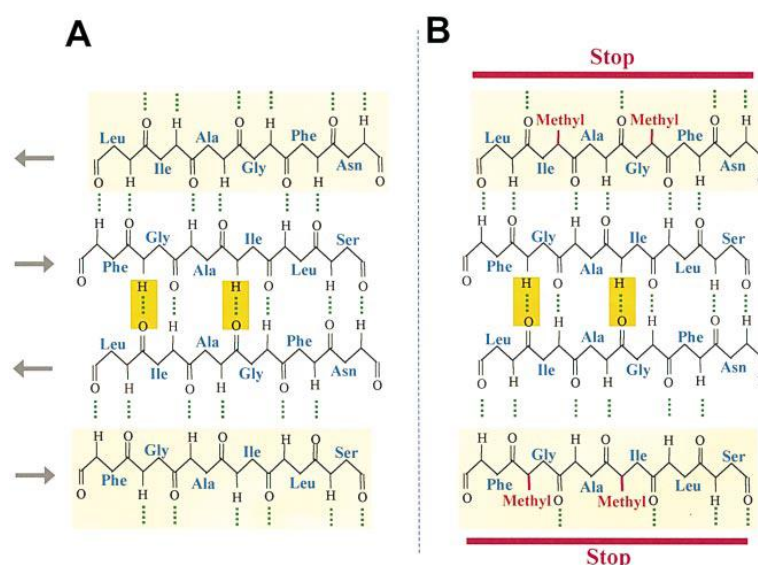 A
O H O H O H
Leu Ala Phe
Ile Gly Asn
O H O H O H O
H O H O H O
Gly Ile Ser
Phe Ala Leu
O H O H O H O
O H O H O H
Leu Ala Phe
Ile Gly Asn
O H O H O H O
H O H O H O
Gly Ile Ser
Phe Ala Leu
O H O H O H O
B
Stop
O O O H
Methyl Methyl
Leu Ala Phe
Ile Gly Asn
O H O H O H
H O H O H O
Gly Ile Ser
Phe Ala Leu
O H O H O H O
O H O H O H
Leu Ala Phe
Ile Gly Asn
O H O H O H
H O H O H O
Gly Ile Ser
Phe Ala Leu
Methyl Methyl
O O O H O
Stop